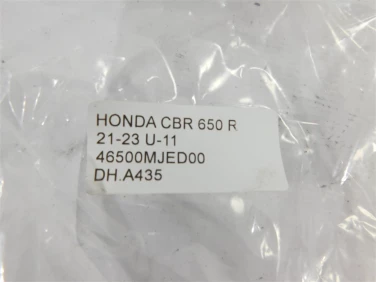 HONDA CBR 650 R
21-23 U-11
46500MJED00
DH.A435